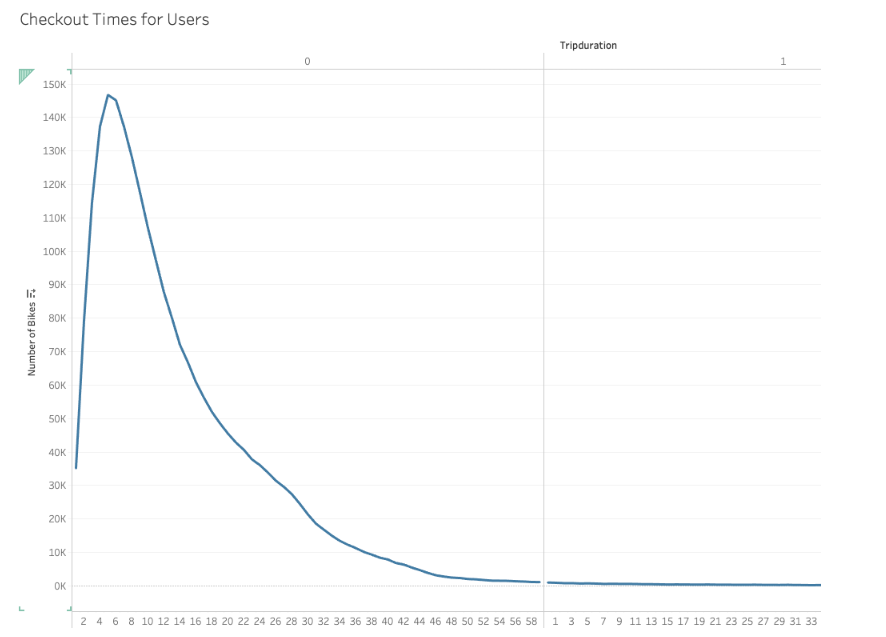 Checkout Times for Users
Tripduration
0 1
150K
140K
130K
120K
110K
100K
90K
80K
70K
60K
50K
40K
30K
20K
10K
0K
Number of Bikes
2 4 6 8 10 12 14 16 18 20 22 24 26 28 30 32 34 36 38 40 42 44 46 48 50 52 54 56 58 1 3 5 7 9 11 13 15 17 19 21 23 25 27 29 31 33